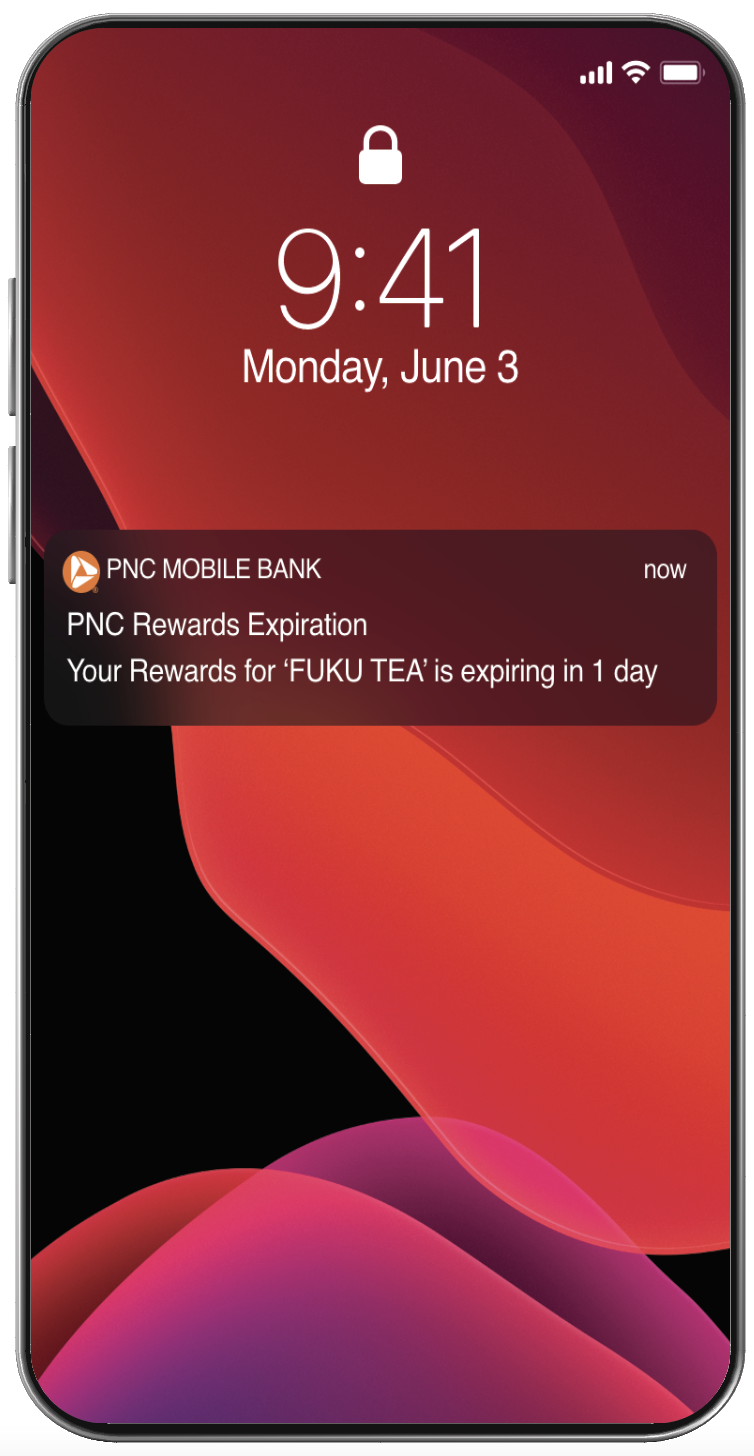 9:41
Monday, June 3
PNC MOBILE BANK now
PNC Rewards Expiration
Your Rewards for ‘FUKU TEA’ is expiring in 1 day